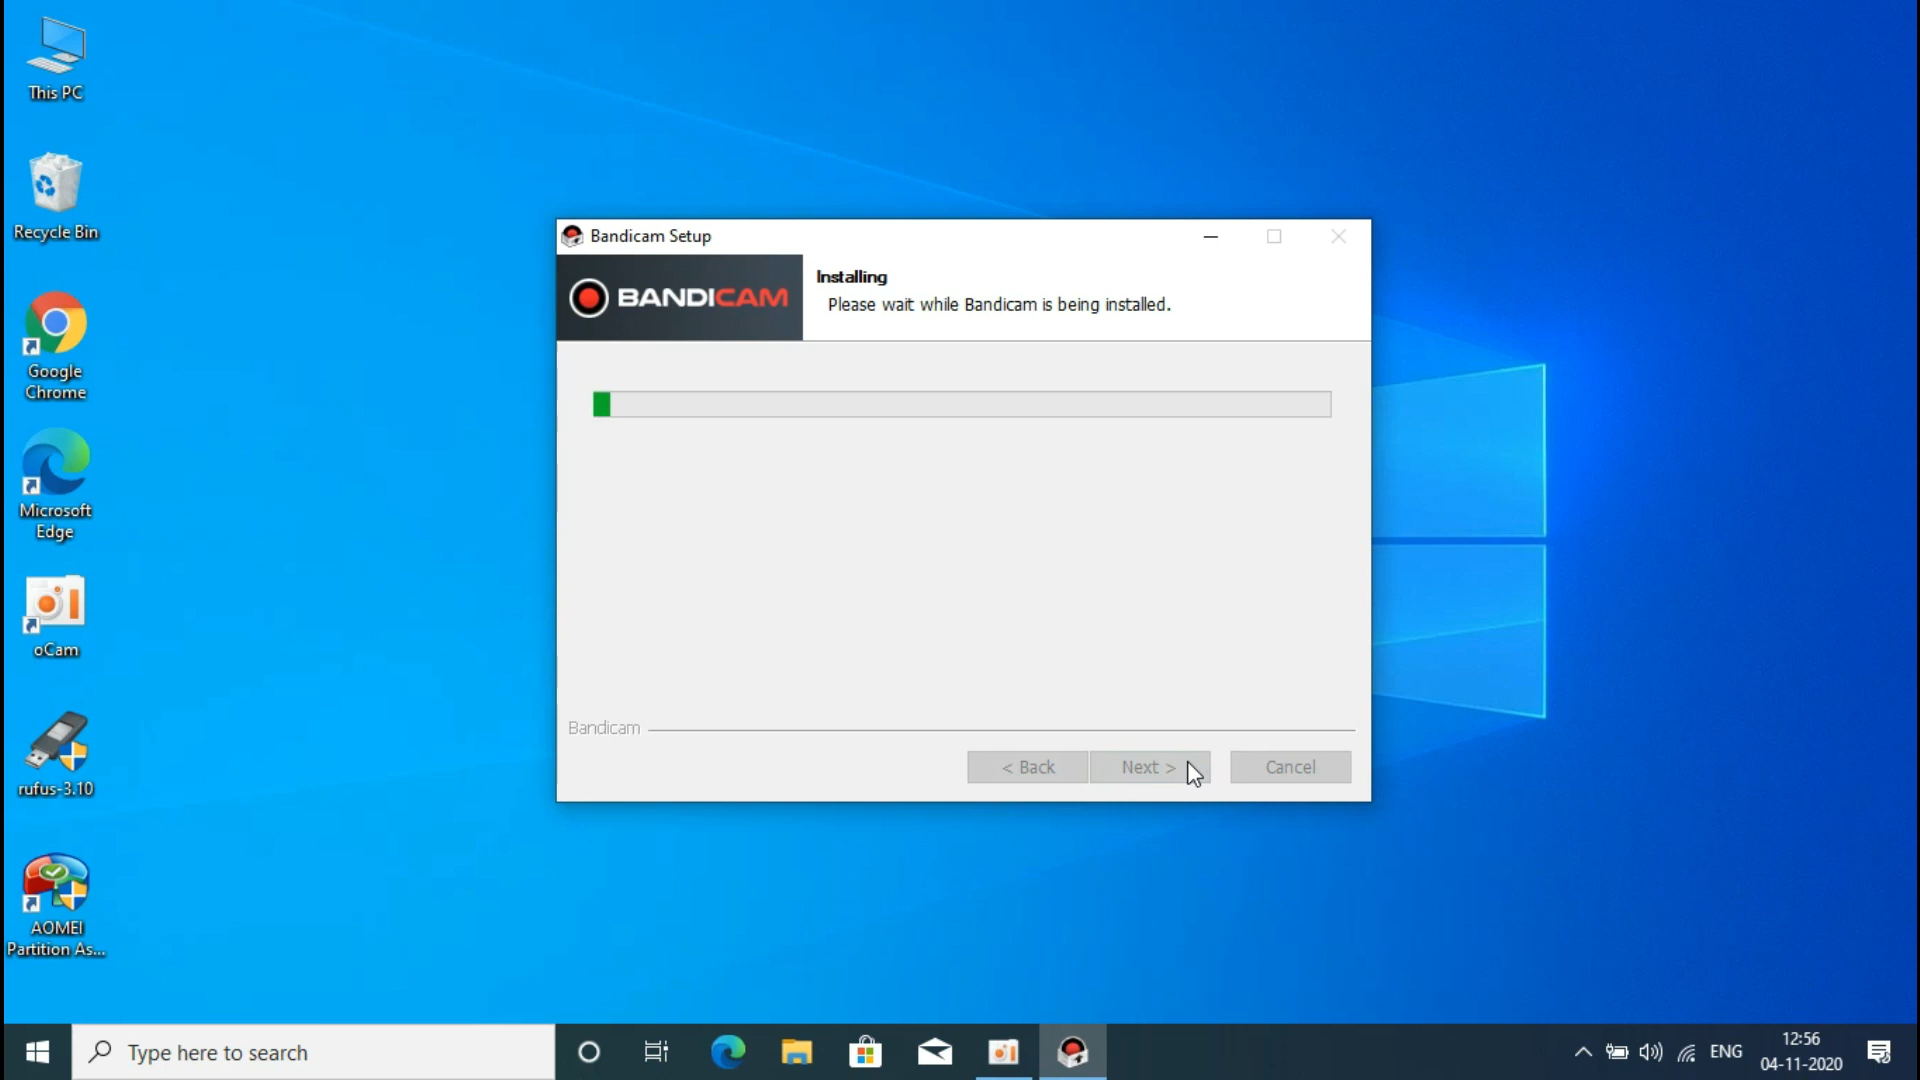 This PC
Recycle Bin
Google
Chrome
Microsoft
Edge
oCam
rufus-3.10
AOMEI
Partition As...
Bandicam Setup
BANDICAM
Installing
Please wait while Bandicam is being installed.
Bandicam
< Back
Next >
Cancel
Type here to search
ENG
12:56
04-11-2020